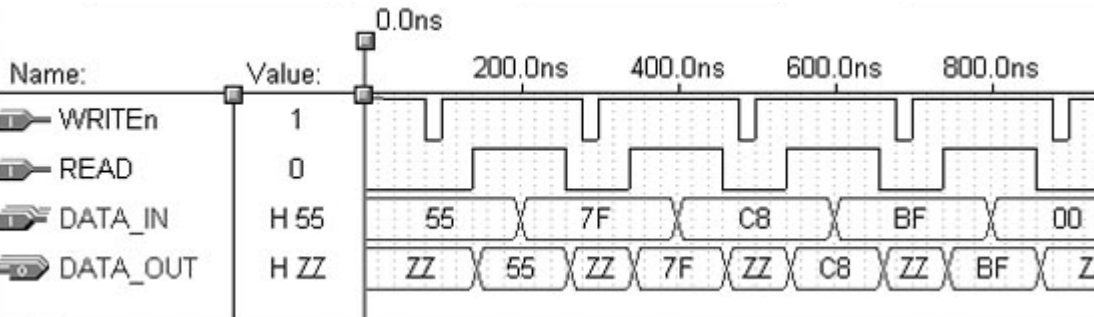 0.0ns
Name: Value: 200.0ns 400.0ns 600.0ns 800.0ns
WRITEn 1
READ 0
DATA_IN H 55 55 7F C8 BF 00
DATA_OUT H ZZ ZZ 55 ZZ 7F ZZ C8 ZZ BF Z